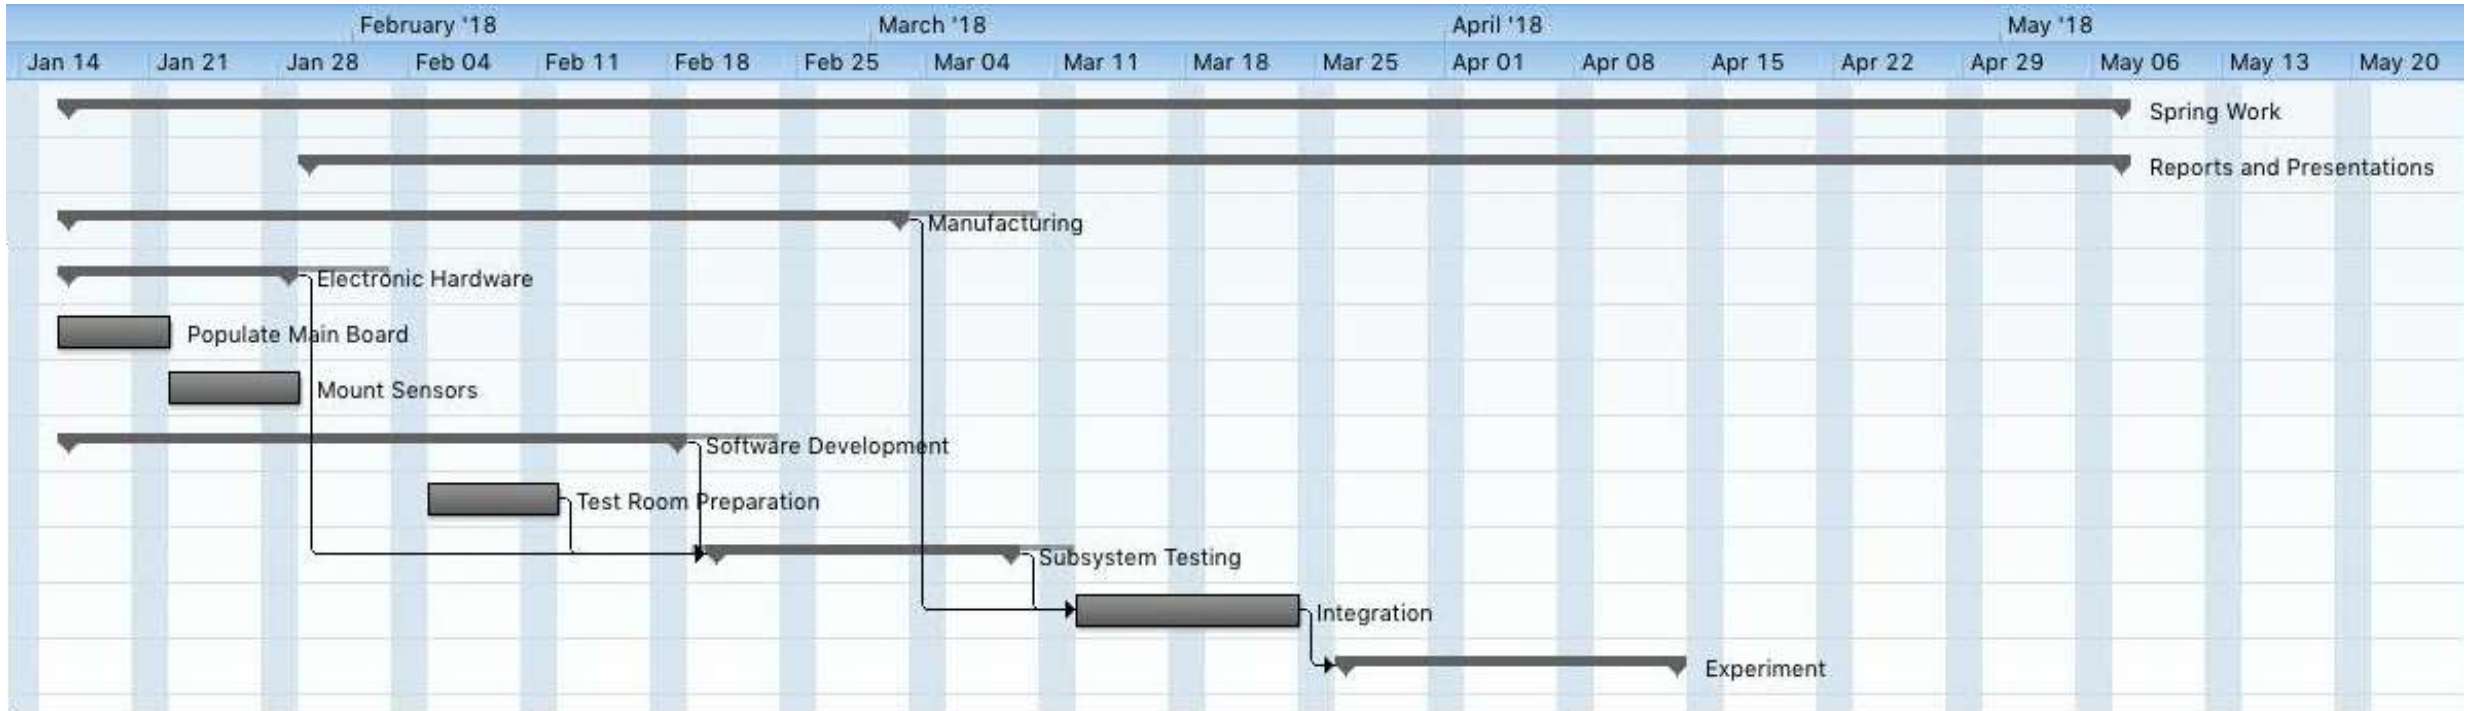 February '18 March '18 April '18 May '18
Jan 14 Jan 21 Jan 28 Feb 04 Feb 11 Feb 18 Feb 25 Mar 04 Mar 11 Mar 18 Mar 25 Apr 01 Apr 08 Apr 15 Apr 22 Apr 29 May 06 May 13 May 20
Spring Work
Reports and Presentations
Manufacturing
Electronic Hardware
Populate Main Board
Mount Sensors
Software Development
Test Room Preparation
Subsystem Testing
Integration
Experiment